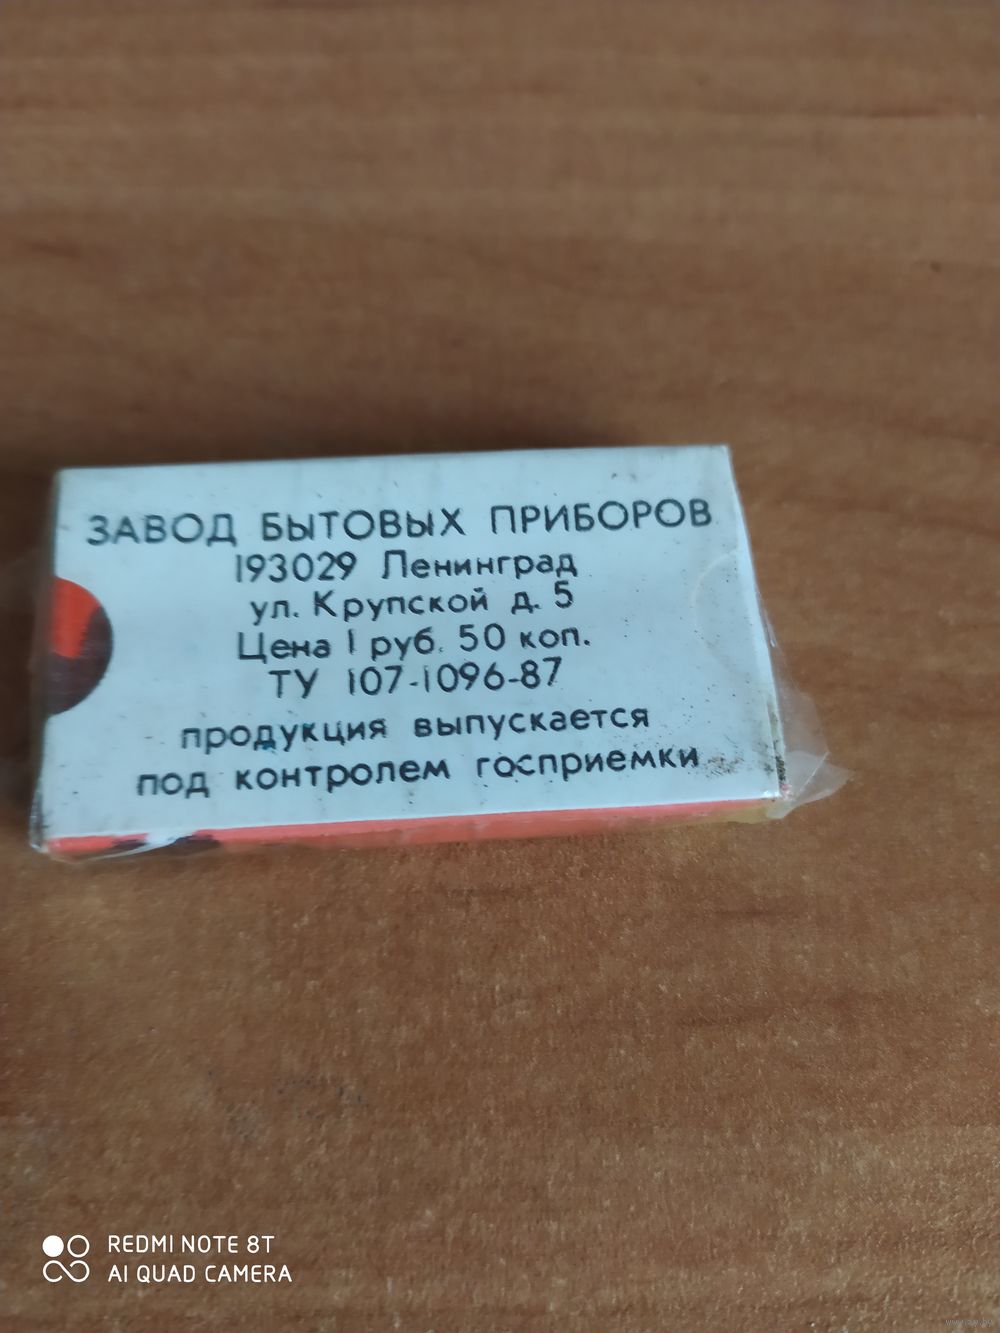 ЗАВОД БЫТОВЫХ ПРИБОРОВ
193029 Ленинград
ул. Крупской д. 5
Цена 1 руб. 50 коп.
ТУ 107-1096-87
продукция выпускается
под контролем госприемки
REDMI NOTE 8T
AI QUAD CAMERA